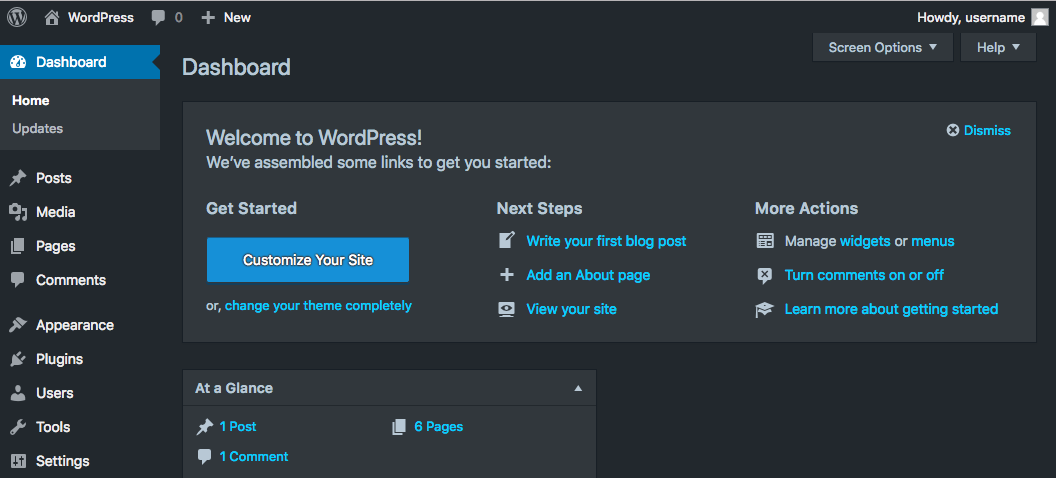 WordPress 0 New Howdy, username
Screen Options Help
Dashboard
Home
Updates
Posts
Media
Pages
Comments
Appearance
Plugins
Users
Tools
Settings
Dashboard
Welcome to WordPress!
We’ve assembled some links to get you started:
Dismiss
Get Started
Customize Your Site
or, change your theme completely
Next Steps
Write your first blog post
Add an About page
View your site
More Actions
Manage widgets or menus
Turn comments on or off
Learn more about getting started
At a Glance
1 Post 6 Pages
1 Comment